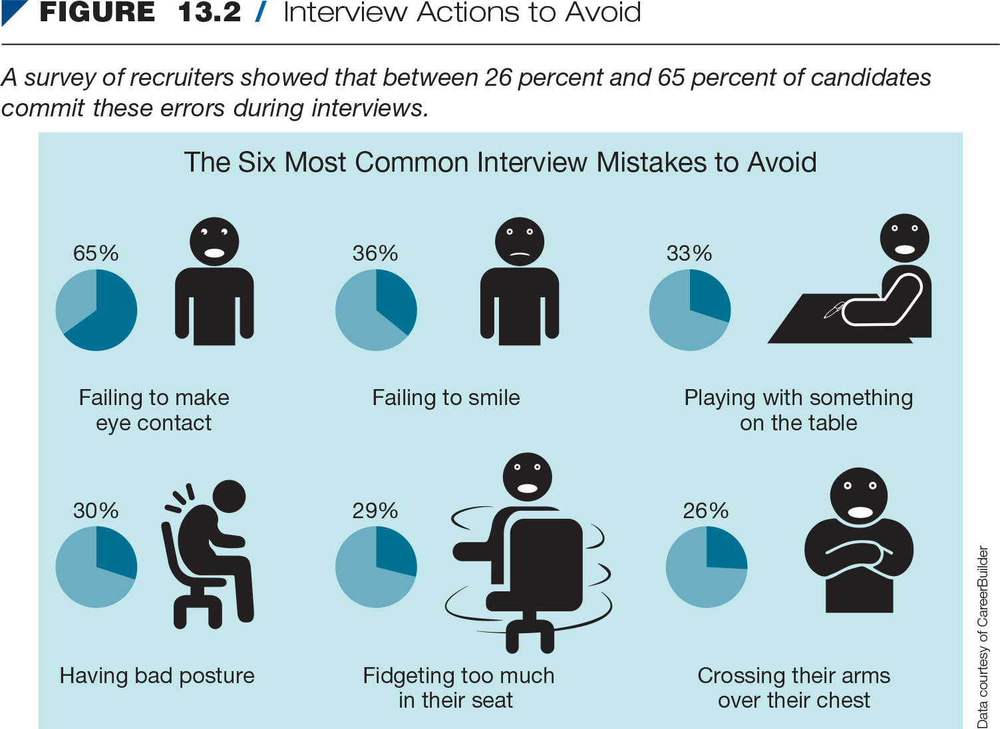 FIGURE 13.2 / Interview Actions to Avoid
A survey of recruiters showed that between 26 percent and 65 percent of candidates
commit these errors during interviews.
The Six Most Common Interview Mistakes to Avoid
65%
Failing to make
eye contact
36%
Failing to smile
33%
Playing with something
on the table
30%
Having bad posture
29%
Fidgeting too much
in their seat
26%
Crossing their arms
over their chest
Data courtesy of CareerBuilder